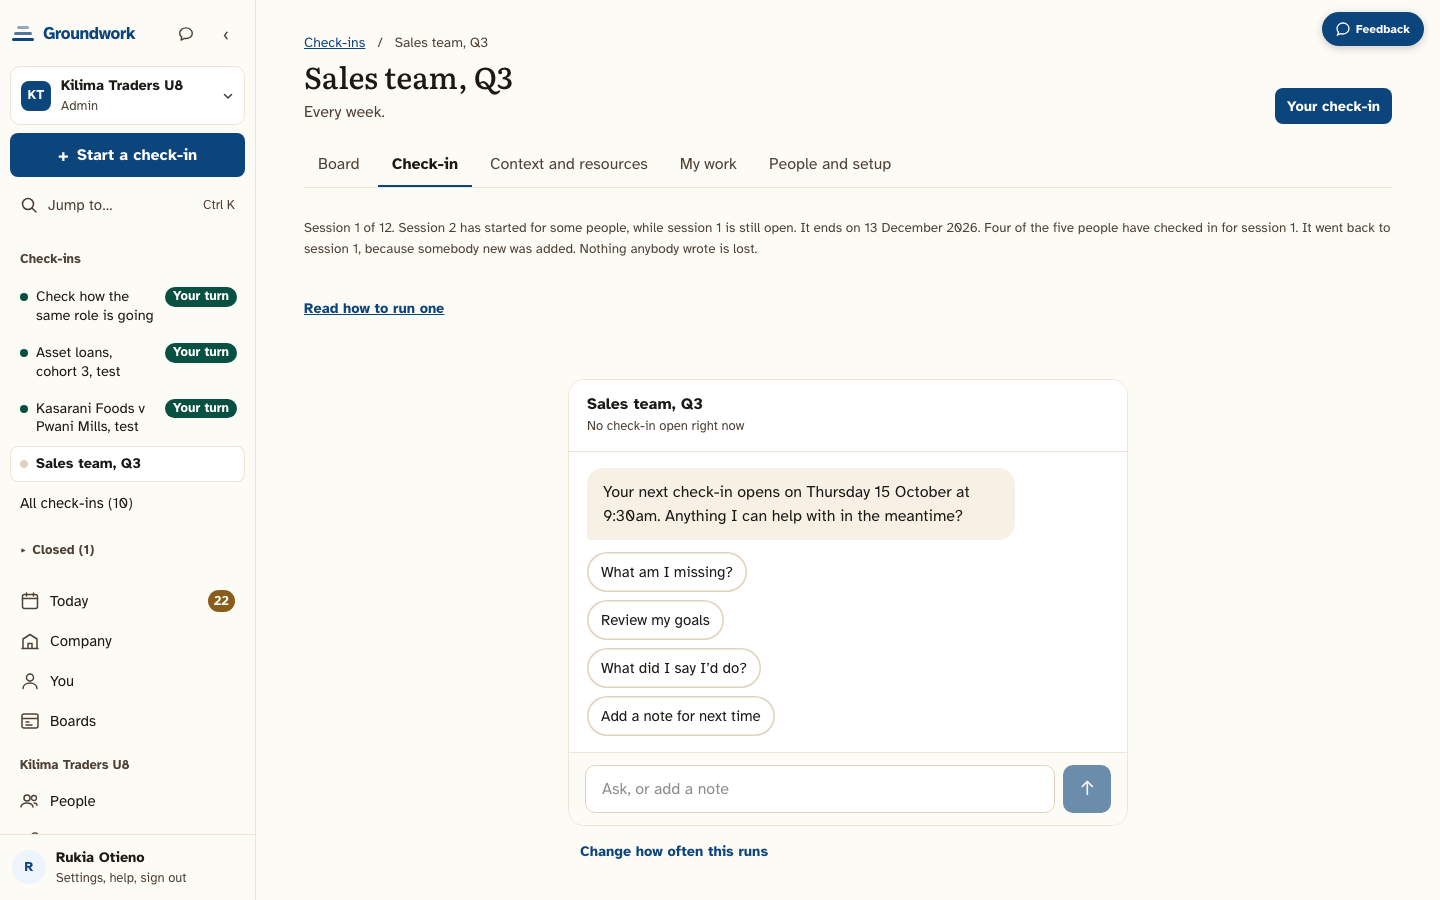 Groundwork
KT
Kilima Traders U8
Admin
+ Start a check-in
Jump to...
Ctrl K
Check-ins
Check how the same role is going
Your turn
Asset loans, cohort 3, test
Your turn
Kasarani Foods v Pwani Mills, test
Your turn
Sales team, Q3
All check-ins (10)
Closed (1)
Today
22
Company
You
Boards
Kilima Traders U8
People
R
Rukia Otieno
Settings, help, sign out
Feedback
Check-ins / Sales team, Q3
Sales team, Q3
Every week.
Your check-in
Board
Check-in
Context and resources
My work
People and setup
Session 1 of 12. Session 2 has started for some people, while session 1 is still open. It ends on 13 December 2026. Four of the five people have checked in for session 1. It went back to
session 1, because somebody new was added. Nothing anybody wrote is lost.
Read how to run one
Sales team, Q3
No check-in open right now
Your next check-in opens on Thursday 15 October at
9:30am. Anything I can help with in the meantime?
What am I missing?
Review my goals
What did I say I'd do?
Add a note for next time
Ask, or add a note
Change how often this runs